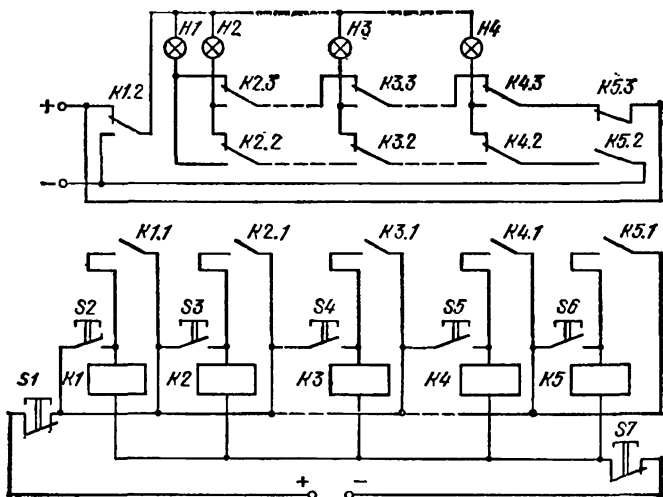 H1 H2 H3 H4
K1.2 K2.3 K3.3 K4.3 K5.3
+
K2.2 K3.2 K4.2 K5.2
-
K1.1 K2.1 K3.1 K4.1 K5.1
S2 S3 S4 S5 S6
S1 K1 K2 K3 K4 K5
S7
+ -